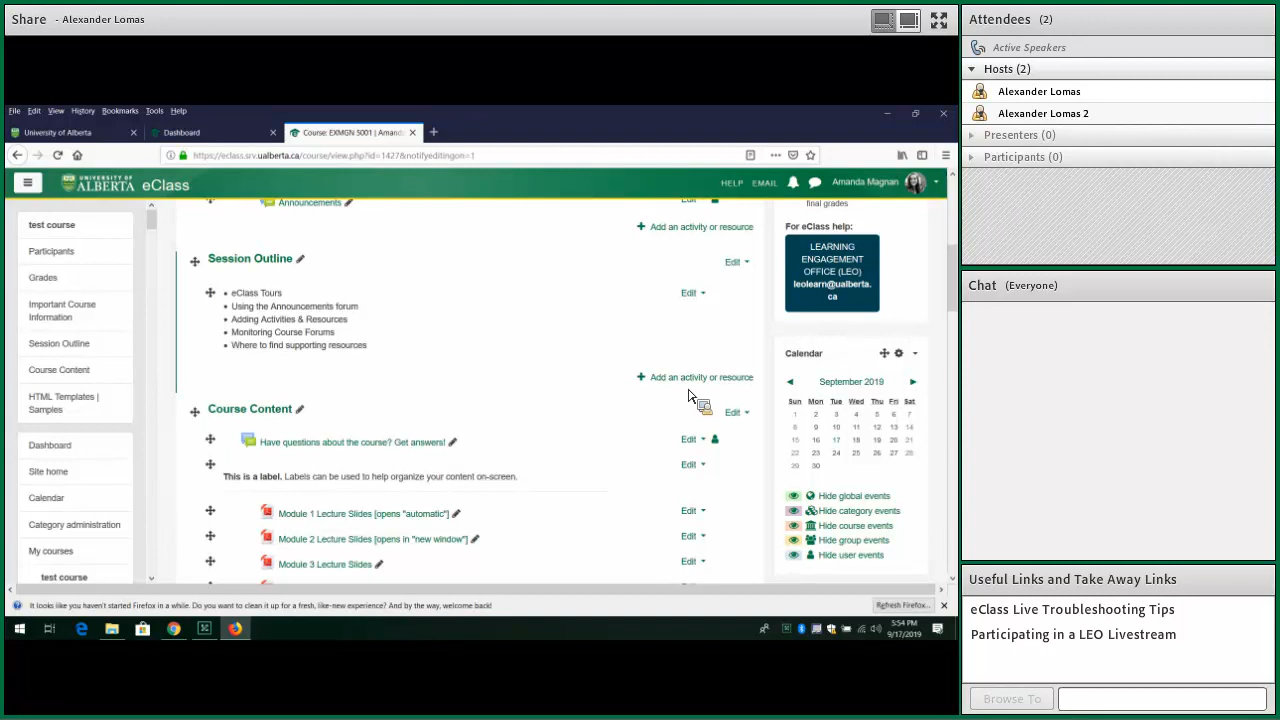 Share - Alexander Lomas
File Edit View History Bookmarks Tools Help
University of Alberta
Dashboard
Course: EXMGN 5001 | Amanda
https://eclass.srv.ualberta.ca/course/view.php?id=1427&notifyeditingon=1
UNIVERSITY OF ALBERTA eClass
HELP EMAIL Amanda Magnan
test course
Participants
Grades
Important Course
Information
Session Outline
Course Content
HTML Templates |
Samples
Dashboard
Site home
Calendar
Category administration
My courses
test course
Announcements
Edit
+ Add an activity or resource
Session Outline
Edit
• eClass Tours
Edit
• Using the Announcements forum
• Adding Activities & Resources
• Monitoring Course Forums
• Where to find supporting resources
+ Add an activity or resource
Course Content
Edit
Have questions about the course? Get answers!
Edit
Edit
This is a label. Labels can be used to help organize your content on-screen.
Module 1 Lecture Slides [opens "automatic"]
Edit
Module 2 Lecture Slides [opens in "new window"]
Edit
Module 3 Lecture Slides
Edit
final grades
For eClass help:
LEARNING
ENGAGEMENT
OFFICE (LEO)
leolearn@ualberta.
ca
Calendar
September 2019
Sun Mon Tue Wed Thu Fri Sat
1 2 3 4 5 6 7
8 9 10 11 12 13 14
15 16 17 18 19 20 21
22 23 24 25 26 27 28
29 30
Hide global events
Hide category events
Hide course events
Hide group events
Hide user events
It looks like you haven't started Firefox in a while. Do you want to clean it up for a fresh, like-new experience? And by the way, welcome back!
Refresh Firefox...
5:54 PM
9/17/2019
Attendees (2)
Active Speakers
Hosts (2)
Alexander Lomas
Alexander Lomas 2
Presenters (0)
Participants (0)
Chat (Everyone)
Useful Links and Take Away Links
eClass Live Troubleshooting Tips
Participating in a LEO Livestream
Browse To